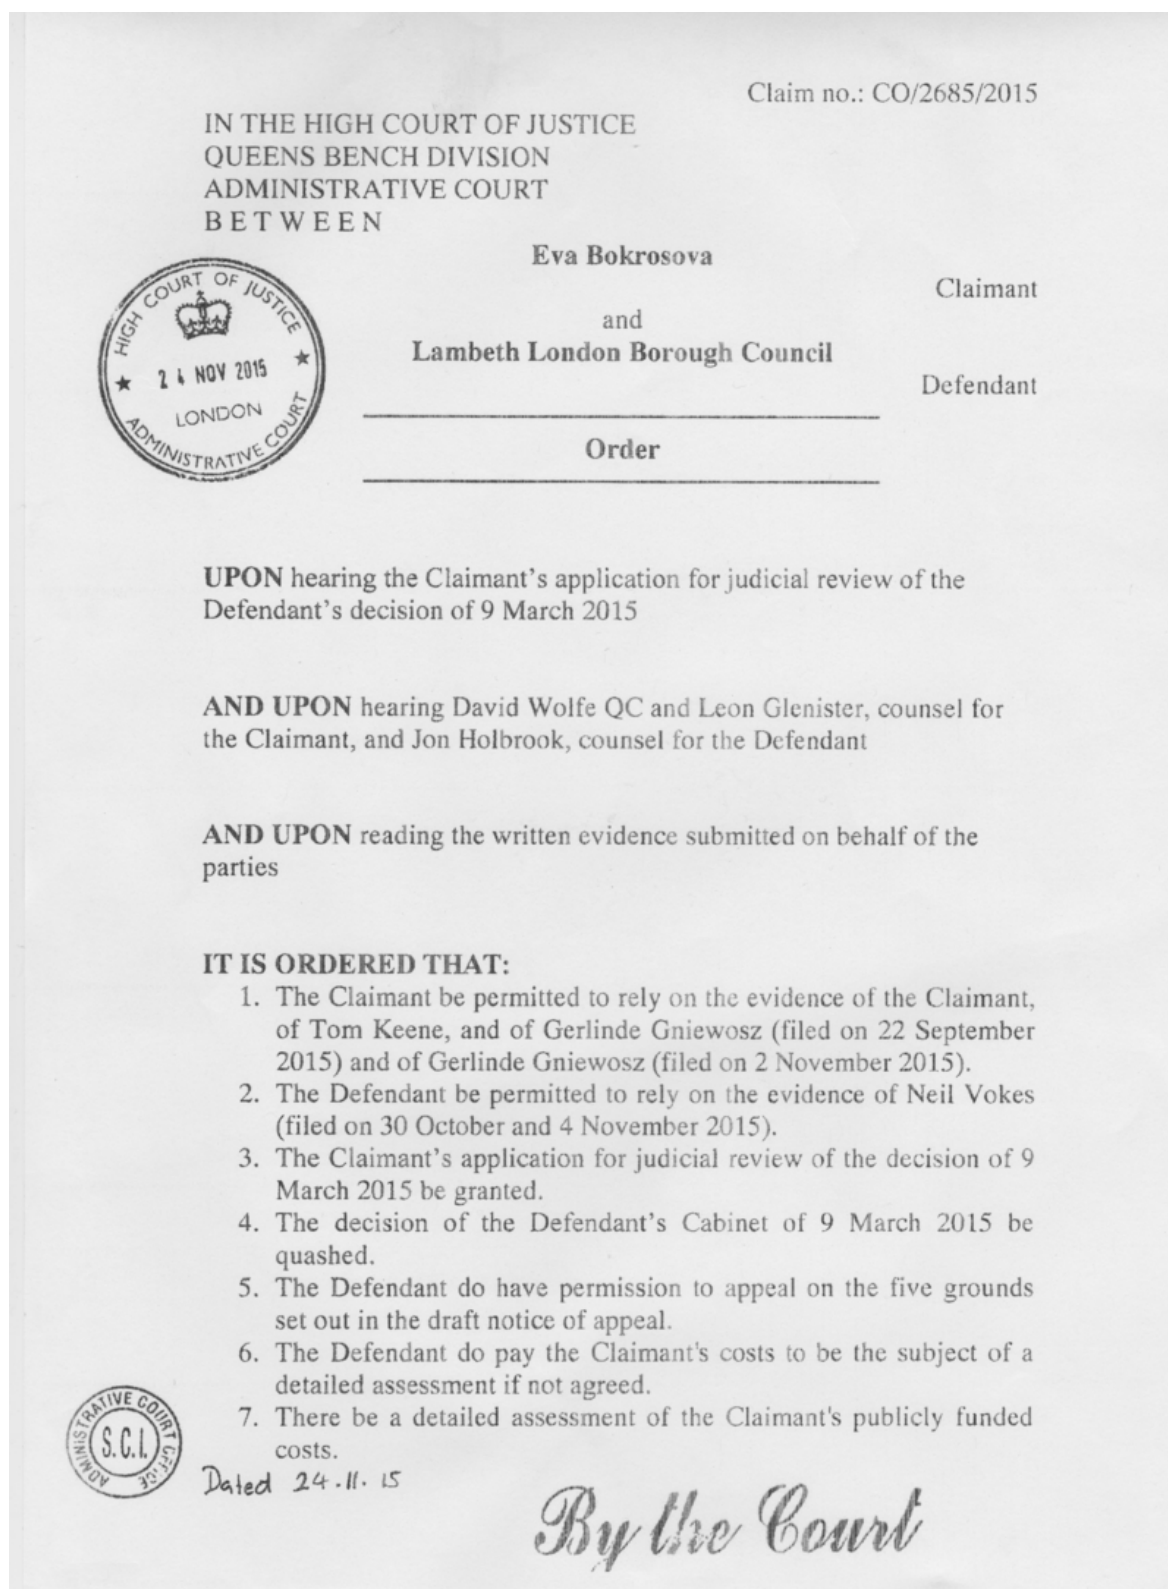 Claim no.: CO/2685/2015
IN THE HIGH COURT OF JUSTICE
QUEENS BENCH DIVISION
ADMINISTRATIVE COURT
B E T W E E N
Eva Bokrosova
Claimant
and
Lambeth London Borough Council
Defendant
HIGH COURT OF JUSTICE
24 NOV 2015
LONDON
ADMINISTRATIVE COURT
Order
UPON hearing the Claimant's application for judicial review of the
Defendant's decision of 9 March 2015
AND UPON hearing David Wolfe QC and Leon Glenister, counsel for
the Claimant, and Jon Holbrook, counsel for the Defendant
AND UPON reading the written evidence submitted on behalf of the
parties
IT IS ORDERED THAT:
1. The Claimant be permitted to rely on the evidence of the Claimant,
of Tom Keene, and of Gerlinde Gniewosz (filed on 22 September
2015) and of Gerlinde Gniewosz (filed on 2 November 2015).
2. The Defendant be permitted to rely on the evidence of Neil Vokes
(filed on 30 October and 4 November 2015).
3. The Claimant's application for judicial review of the decision of 9
March 2015 be granted.
4. The decision of the Defendant's Cabinet of 9 March 2015 be
quashed.
5. The Defendant do have permission to appeal on the five grounds
set out in the draft notice of appeal.
6. The Defendant do pay the Claimant's costs to be the subject of a
detailed assessment if not agreed.
7. There be a detailed assessment of the Claimant's publicly funded
costs.
ADMINISTRATIVE COURT OFFICE
S.C.I.
Dated 24.11.15
By the Court